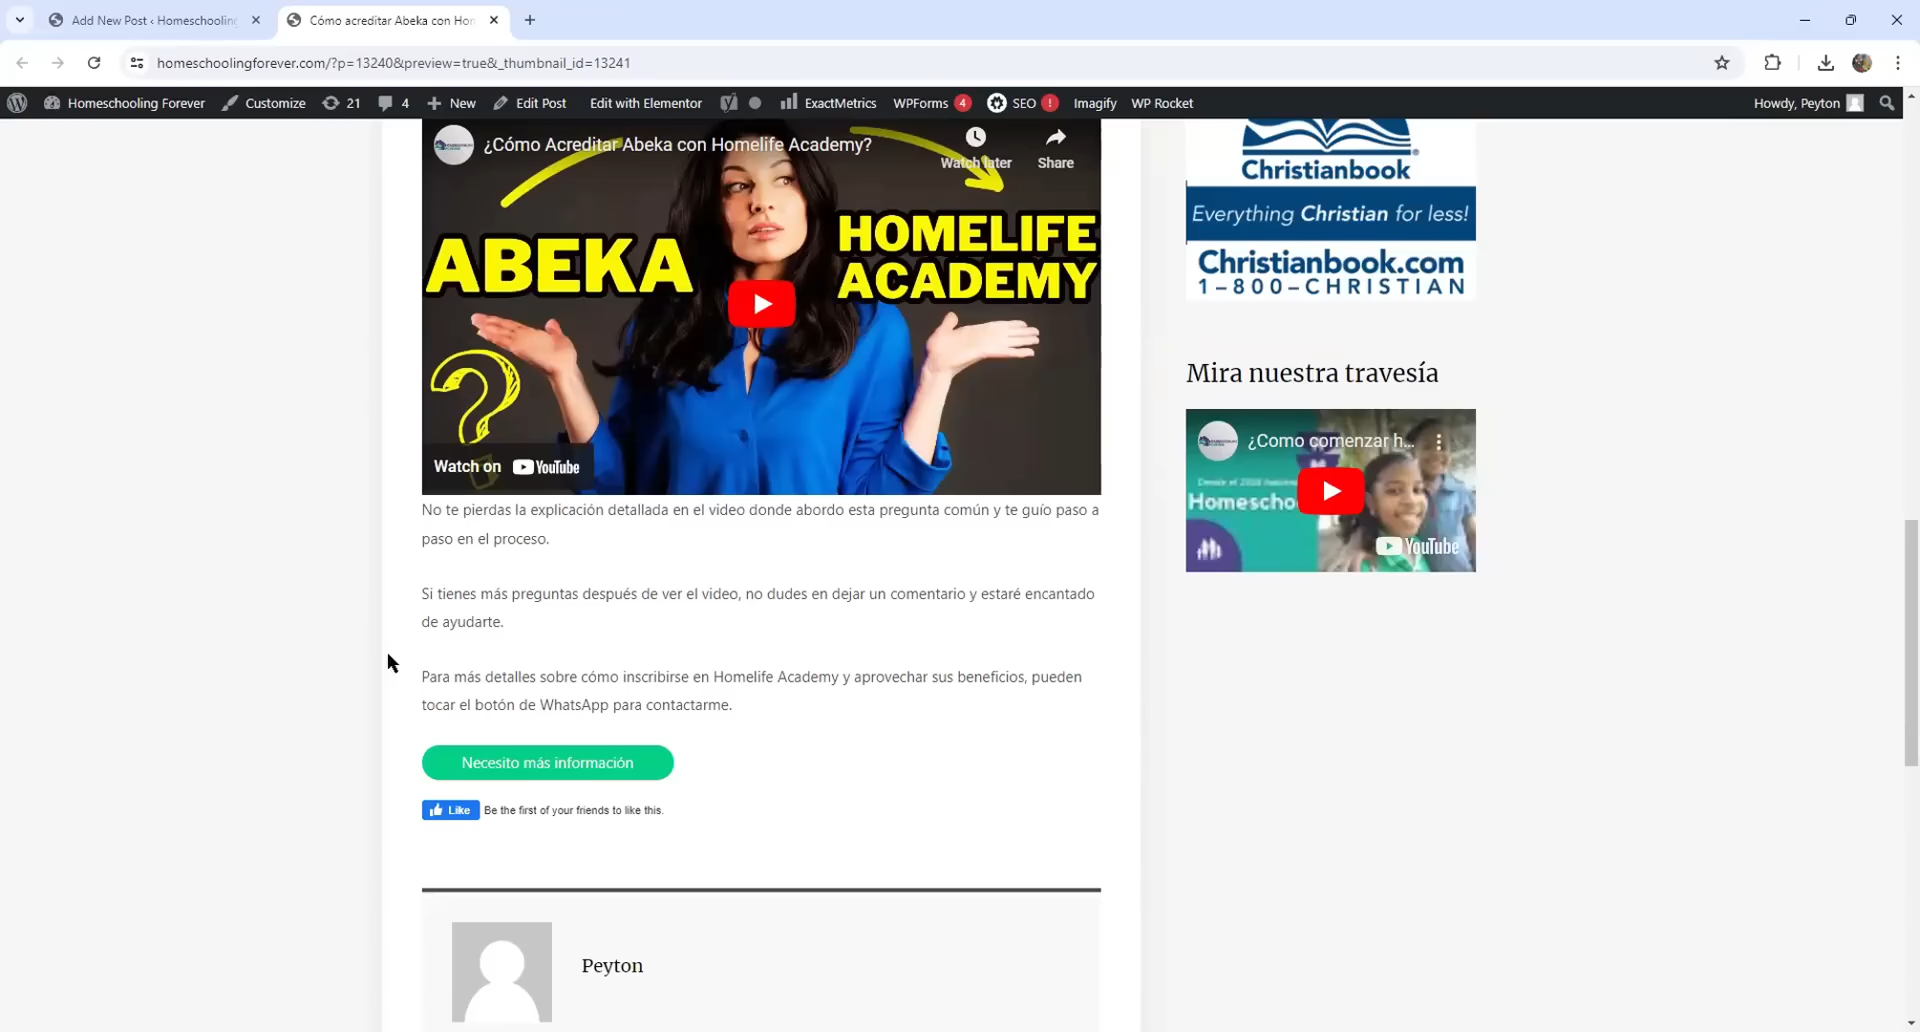 Add New Post ‹ Homeschooling
Cómo acreditar Abeka con Hom
homeschoolingforever.com/?p=13240&preview=true&_thumbnail_id=13241
Homeschooling Forever
Customize
21
4
New
Edit Post
Edit with Elementor
ExactMetrics
WPForms 4
SEO !
Imagify
WP Rocket
Howdy, Peyton
¿Cómo Acreditar Abeka con Homelife Academy?
Watch later
Share
ABEKA
HOMELIFE
ACADEMY
?
Watch on YouTube
No te pierdas la explicación detallada en el video donde abordo esta pregunta común y te guío paso a
paso en el proceso.
Si tienes más preguntas después de ver el video, no dudes en dejar un comentario y estaré encantado
de ayudarte.
Para más detalles sobre cómo inscribirse en Homelife Academy y aprovechar sus beneficios, pueden
tocar el botón de WhatsApp para contactarme.
Necesito más información
Like
Be the first of your friends to like this.
Peyton
Christianbook
Everything Christian for less!
Christianbook.com
1–800–CHRISTIAN
Mira nuestra travesía
¿Como comenzar h...
Homescho
YouTube